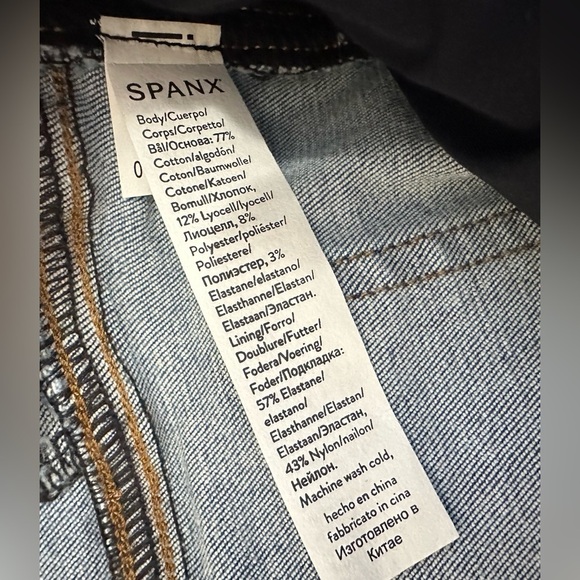 SPANX
Body/Cuerpo/
Corps/Corpetto/
Bål/Основа: 77%
Cotton/algodón/
Coton/Baumwolle/
Cotone/Katoen/
Bomull/Хлопок,
12% Lyocell/lyocell/
Лиоцелл, 8%
Polyester/poliéster/
Poliestere/
Полиэстер, 3%
Elastane/elastano/
Elasthanne/Elastan/
Elastaan/Эластан.
Lining/Forro/
Doublure/Futter/
Fodera/Voering/
Foder/Подкладка:
57% Elastane/
elastano/
Elasthanne/Elastan/
Elastaan/Эластан,
43% Nylon/nailon/
Нейлон.
Machine wash cold,
hecho en china
fabbricato in cina
Изготовлено в
Китае
0